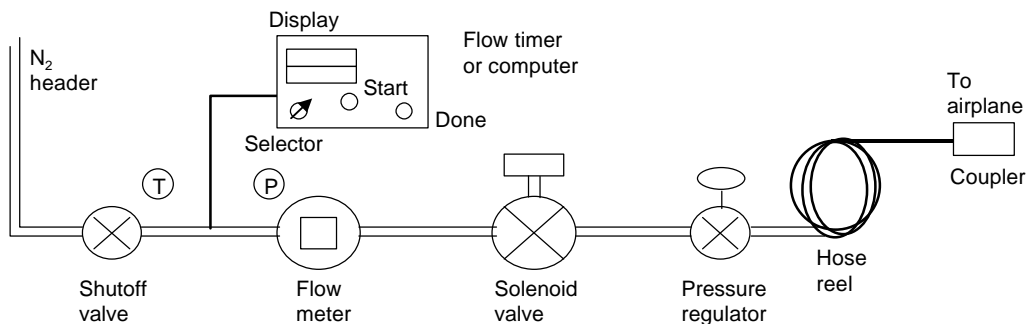 Display
N2
header
Flow timer
or computer
Start
Done
Selector
To
airplane
Coupler
T
P
Shutoff
valve
Flow
meter
Solenoid
valve
Pressure
regulator
Hose
reel